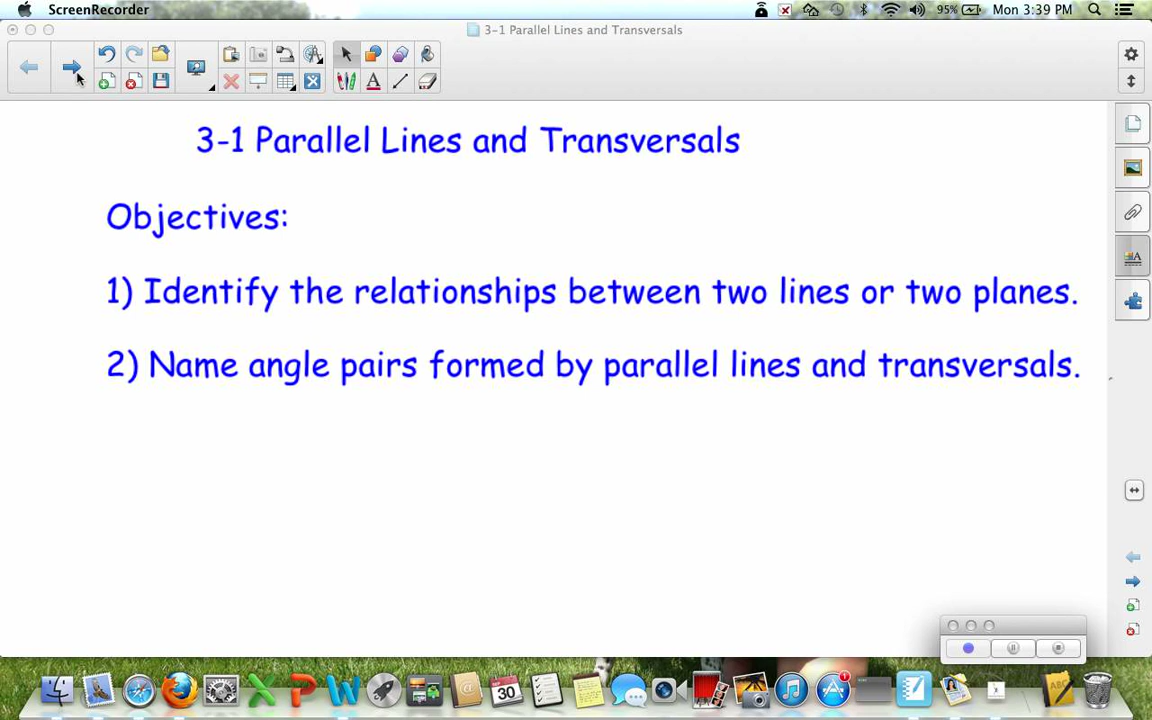 ScreenRecorder
95%
Mon 3:39 PM
3-1 Parallel Lines and Transversals
3-1 Parallel Lines and Transversals
Objectives:
1) Identify the relationships between two lines or two planes.
2) Name angle pairs formed by parallel lines and transversals.
30
1